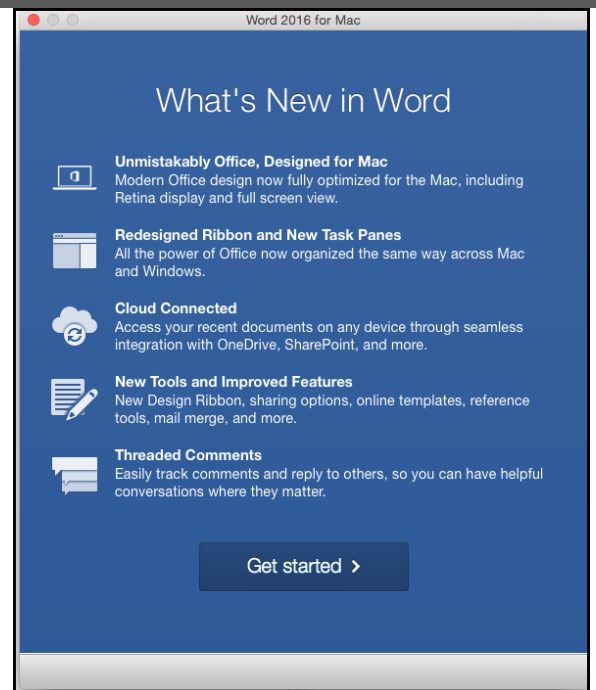 Word 2016 for Mac
What's New in Word
Unmistakably Office, Designed for Mac
Modern Office design now fully optimized for the Mac, including
Retina display and full screen view.
Redesigned Ribbon and New Task Panes
All the power of Office now organized the same way across Mac
and Windows.
Cloud Connected
Access your recent documents on any device through seamless
integration with OneDrive, SharePoint, and more.
New Tools and Improved Features
New Design Ribbon, sharing options, online templates, reference
tools, mail merge, and more.
Threaded Comments
Easily track comments and reply to others, so you can have helpful
conversations where they matter.
Get started